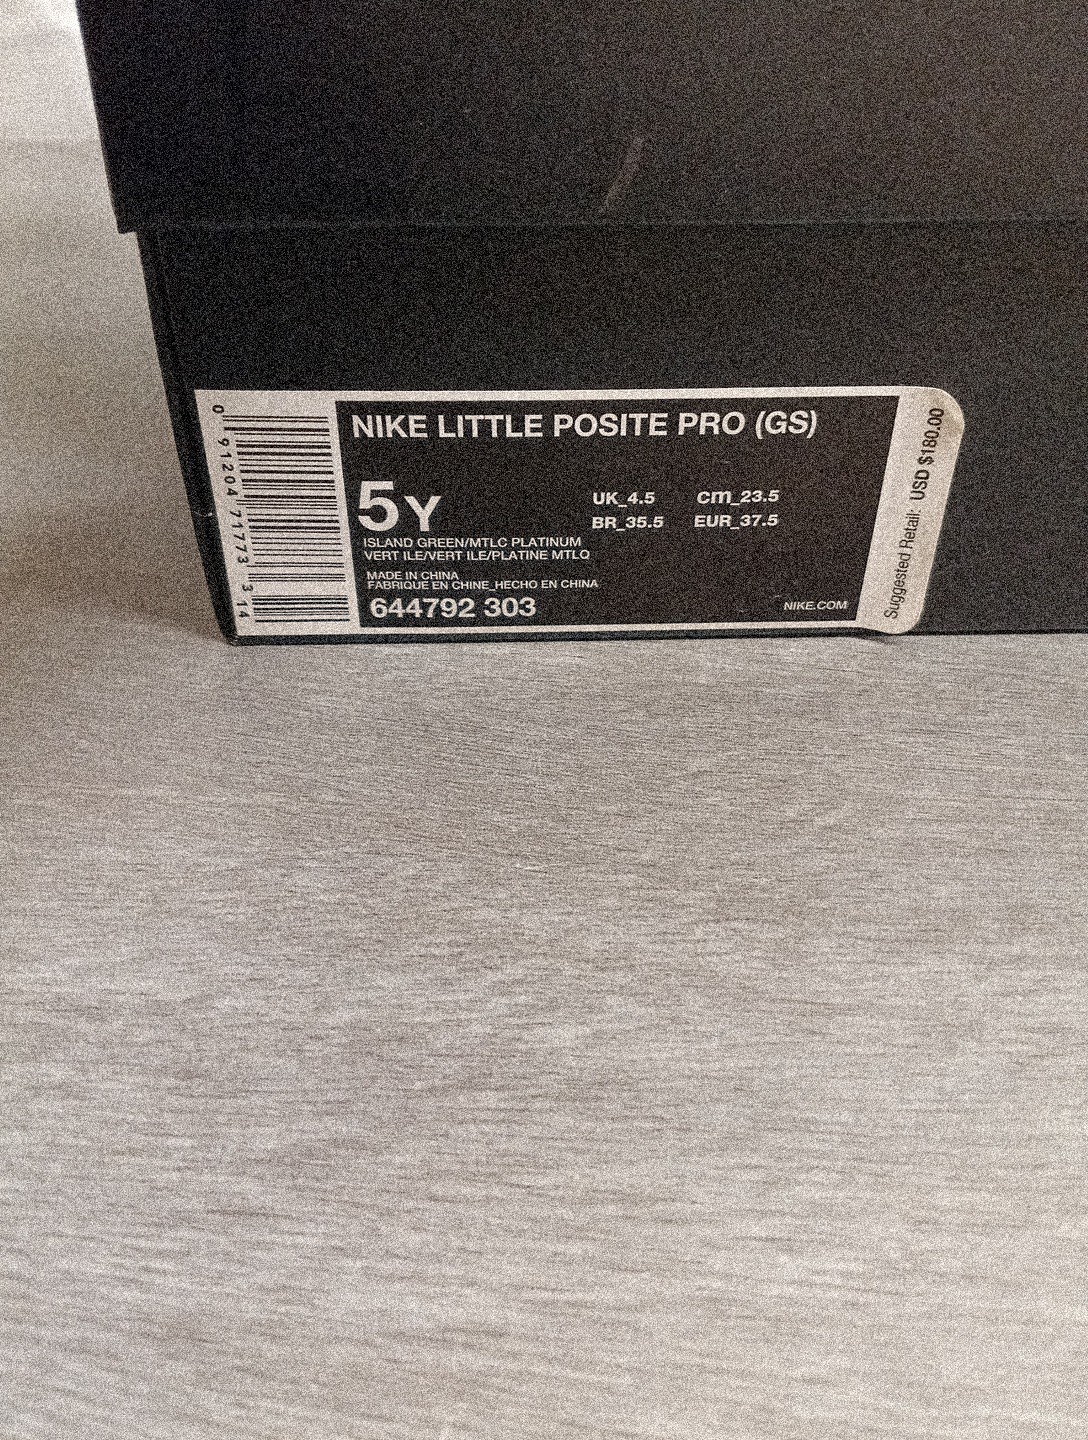 NIKE LITTLE POSITE PRO (GS)
5Y
UK_4.5 cm_23.5
BR_35.5 EUR_37.5
ISLAND GREEN/MTLC PLATINUM
VERT ILE/VERT ILE/PLATINE MTLQ
MADE IN CHINA
FABRIQUE EN CHINE_HECHO EN CHINA
644792 303
NIKE.COM
0 91204 71773 3 14
Suggested Retail: USD $180.00